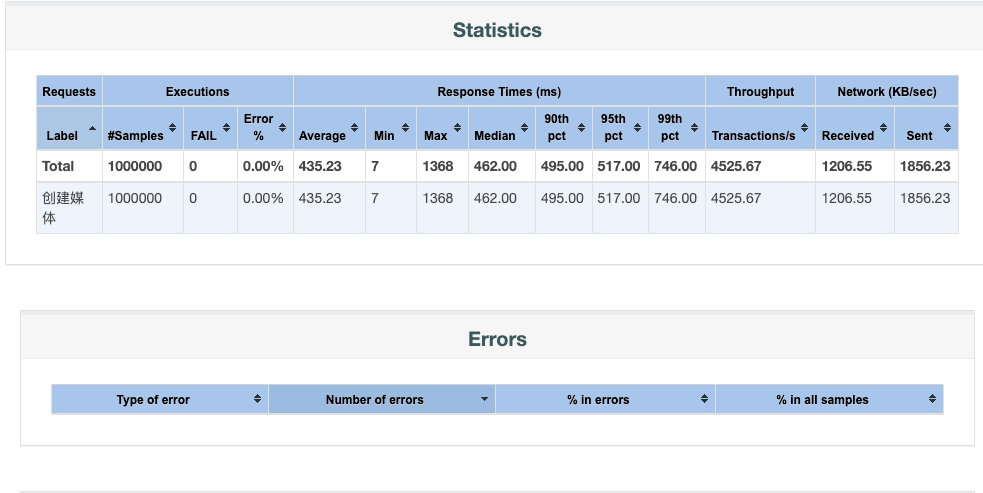 Statistics
Requests Executions Response Times (ms) Throughput Network (KB/sec)
Label #Samples FAIL Error % Average Min Max Median 90th pct 95th pct 99th pct Transactions/s Received Sent
Total 1000000 0 0.00% 435.23 7 1368 462.00 495.00 517.00 746.00 4525.67 1206.55 1856.23
创建媒体 1000000 0 0.00% 435.23 7 1368 462.00 495.00 517.00 746.00 4525.67 1206.55 1856.23
Errors
Type of error Number of errors % in errors % in all samples